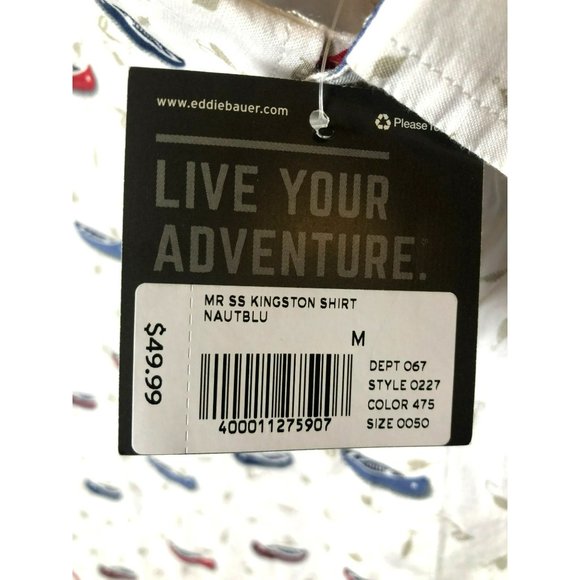 www.eddiebauer.com
Please
LIVE YOUR
ADVENTURE.
MR SS KINGSTON SHIRT
NAUTBLU
M
$49.99
DEPT 067
STYLE 0227
COLOR 475
SIZE 0050
400011275907